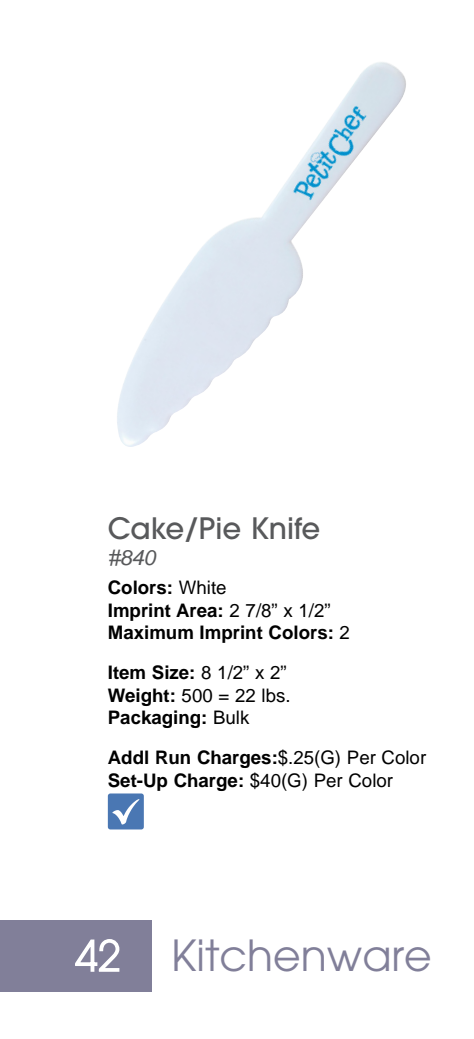 Petit Chef
Cake/Pie Knife
#840
Colors: White
Imprint Area: 2 7/8” x 1/2”
Maximum Imprint Colors: 2
Item Size: 8 1/2” x 2”
Weight: 500 = 22 lbs.
Packaging: Bulk
Addl Run Charges:$.25(G) Per Color
Set-Up Charge: $40(G) Per Color
42 Kitchenware